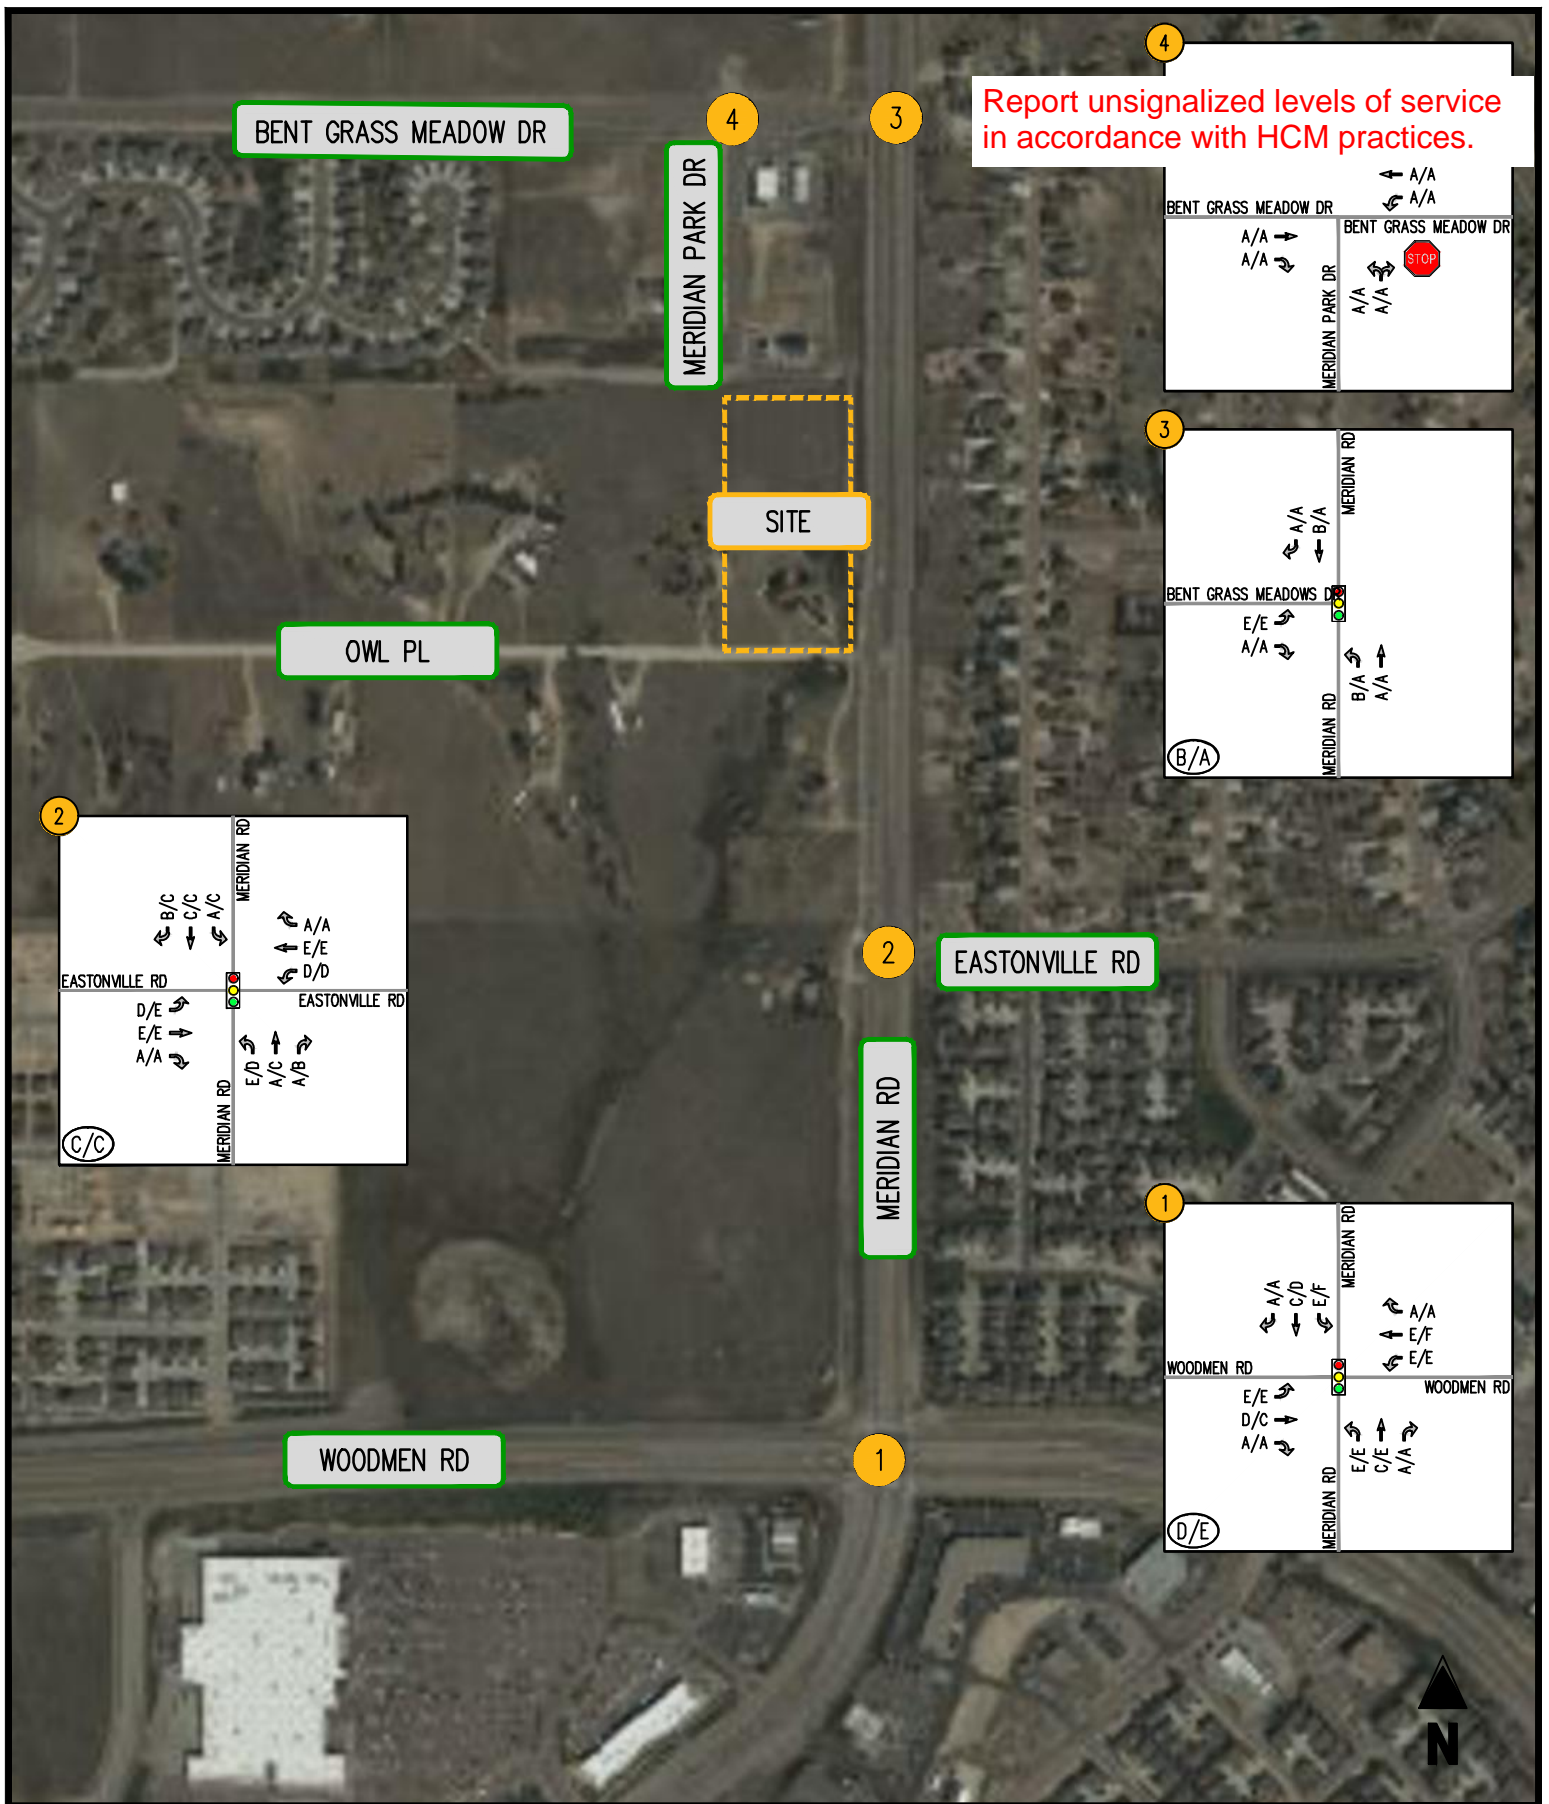 4
Report unsignalized levels of service
in accordance with HCM practices.
BENT GRASS MEADOW DR
4
3
MERIDIAN PARK DR
A/A
A/A
BENT GRASS MEADOW DR
BENT GRASS MEADOW DR
A/A
A/A
STOP
A/A
A/A
MERIDIAN PARK DR
3
MERIDIAN RD
A/A
B/A
BENT GRASS MEADOWS DR
E/E
A/A
B/A
A/A
MERIDIAN RD
B/A
SITE
OWL PL
2
MERIDIAN RD
B/C
C/C
A/C
A/A
E/E
D/D
EASTONVILLE RD
EASTONVILLE RD
D/E
E/E
A/A
E/D
A/C
A/B
MERIDIAN RD
C/C
2
EASTONVILLE RD
MERIDIAN RD
1
MERIDIAN RD
A/A
C/D
E/F
A/A
E/F
E/E
WOODMEN RD
WOODMEN RD
E/E
D/C
A/A
E/E
C/E
A/A
MERIDIAN RD
D/E
WOODMEN RD
1
N